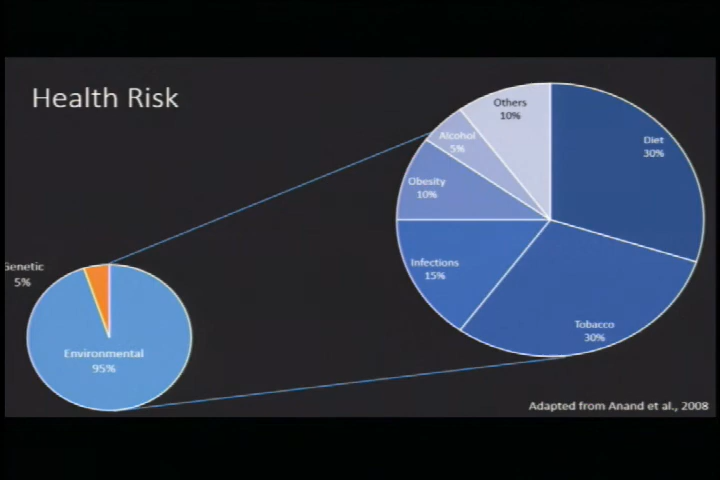 Health Risk
Others
10%
Diet
30%
Alcohol
5%
Obesity
10%
Infections
15%
Tobacco
30%
Genetic
5%
Environmental
95%
Adapted from Anand et al., 2008